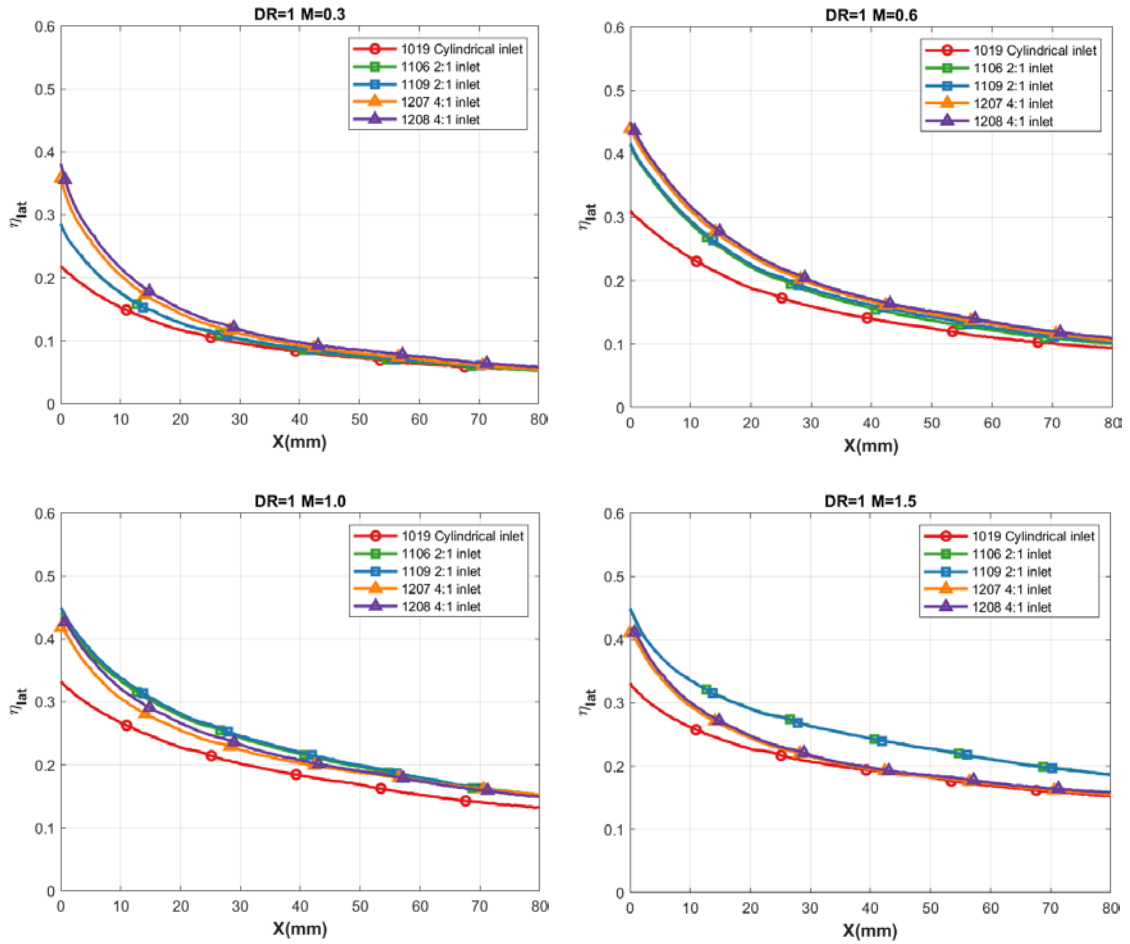 DR=1 M=0.3
η_lat
0.6
0.5
0.4
0.3
0.2
0.1
0
1019 Cylindrical inlet
1106 2:1 inlet
1109 2:1 inlet
1207 4:1 inlet
1208 4:1 inlet
0 10 20 30 40 50 60 70 80
X(mm)
DR=1 M=0.6
η_lat
0.6
0.5
0.4
0.3
0.2
0.1
0
1019 Cylindrical inlet
1106 2:1 inlet
1109 2:1 inlet
1207 4:1 inlet
1208 4:1 inlet
0 10 20 30 40 50 60 70 80
X(mm)
DR=1 M=1.0
η_lat
0.6
0.5
0.4
0.3
0.2
0.1
0
1019 Cylindrical inlet
1106 2:1 inlet
1109 2:1 inlet
1207 4:1 inlet
1208 4:1 inlet
0 10 20 30 40 50 60 70 80
X(mm)
DR=1 M=1.5
η_lat
0.6
0.5
0.4
0.3
0.2
0.1
0
1019 Cylindrical inlet
1106 2:1 inlet
1109 2:1 inlet
1207 4:1 inlet
1208 4:1 inlet
0 10 20 30 40 50 60 70 80
X(mm)